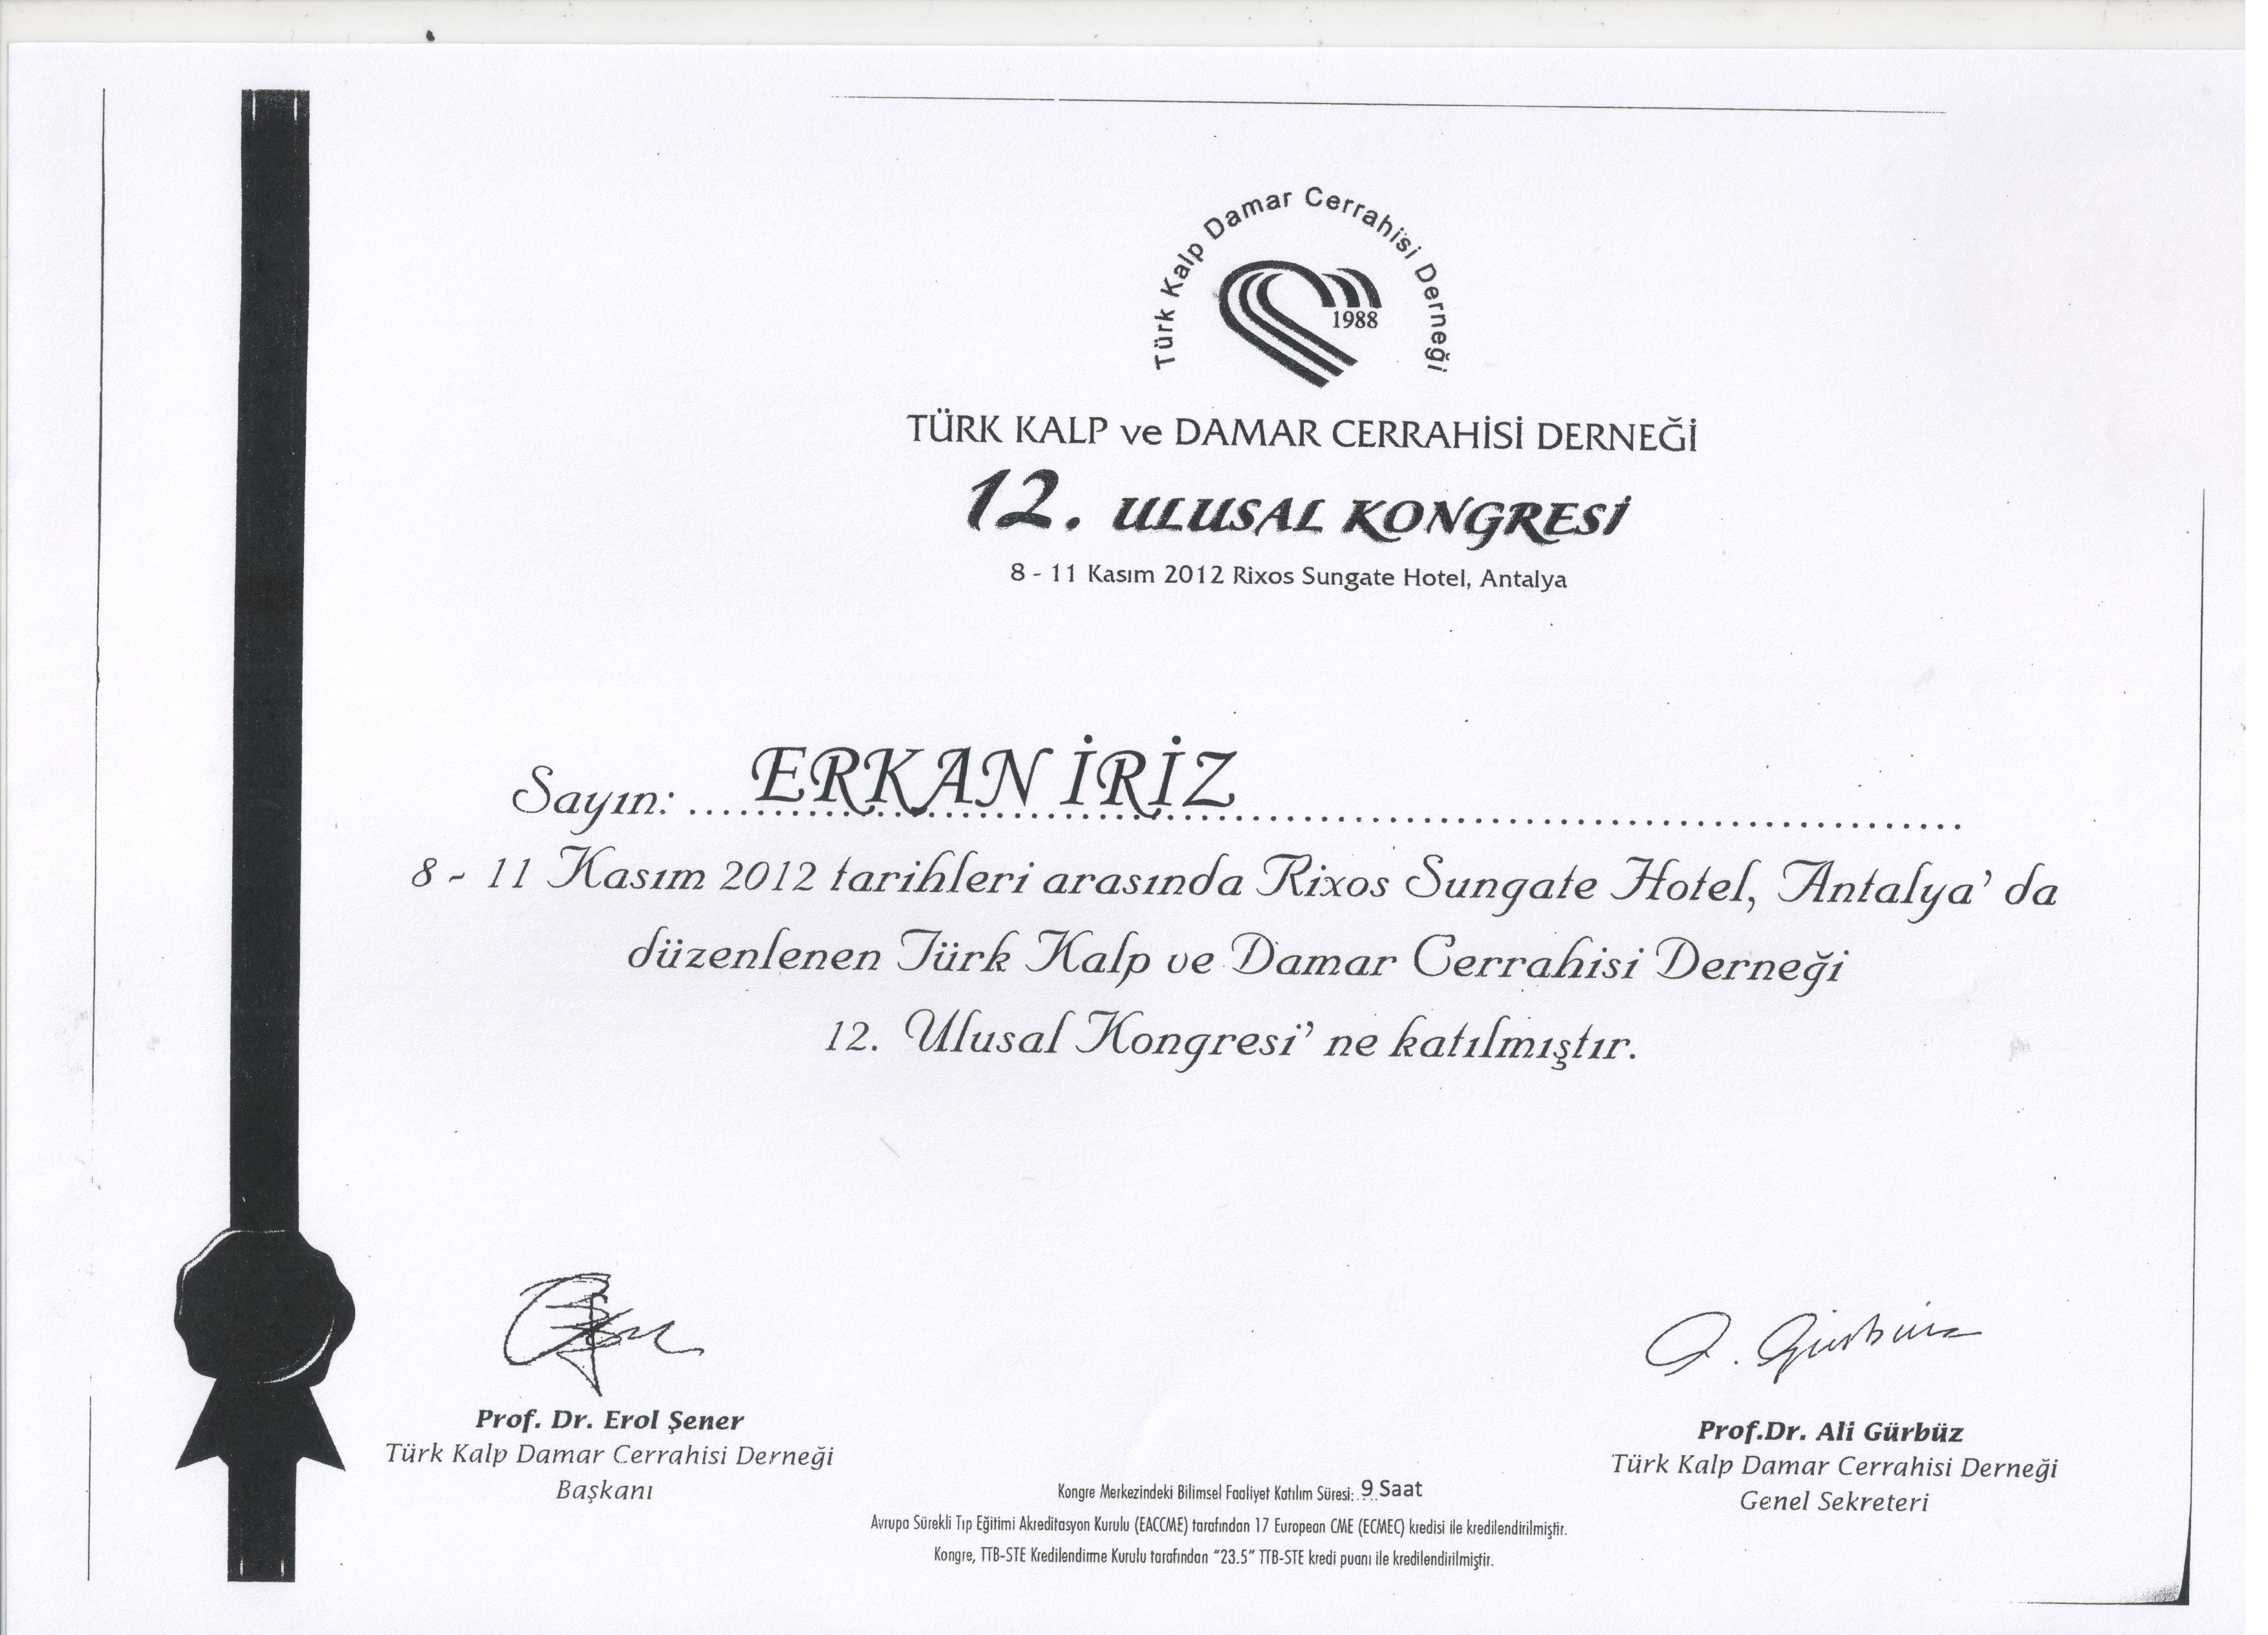 Türk Kalp Damar Cerrahisi Derneği
1988
TÜRK KALP ve DAMAR CERRAHİSİ DERNEĞİ
12. ULUSAL KONGRESİ
8 - 11 Kasım 2012 Rixos Sungate Hotel, Antalya
Sayın: ERKAN İRİZ
8 - 11 Kasım 2012 tarihleri arasında Rixos Sungate Hotel, Antalya' da
düzenlenen Türk Kalp ve Damar Cerrahisi Derneği
12. Ulusal Kongresi' ne katılmıştır.
A. Gürbüz
Prof. Dr. Erol Şener
Türk Kalp Damar Cerrahisi Derneği
Başkanı
Prof.Dr. Ali Gürbüz
Türk Kalp Damar Cerrahisi Derneği
Genel Sekreteri
Kongre Merkezindeki Bilimsel Faaliyet Katılım Süresi: 9 Saat
Avrupa Sürekli Tıp Eğitimi Akreditasyon Kurulu (EACCME) tarafından 17 European CME (ECMEC) kredisi ile kredilendirilmiştir.
Kongre, TTB-STE Kredilendirme Kurulu tarafından "23.5" TTB-STE kredi puanı ile kredilendirilmiştir.